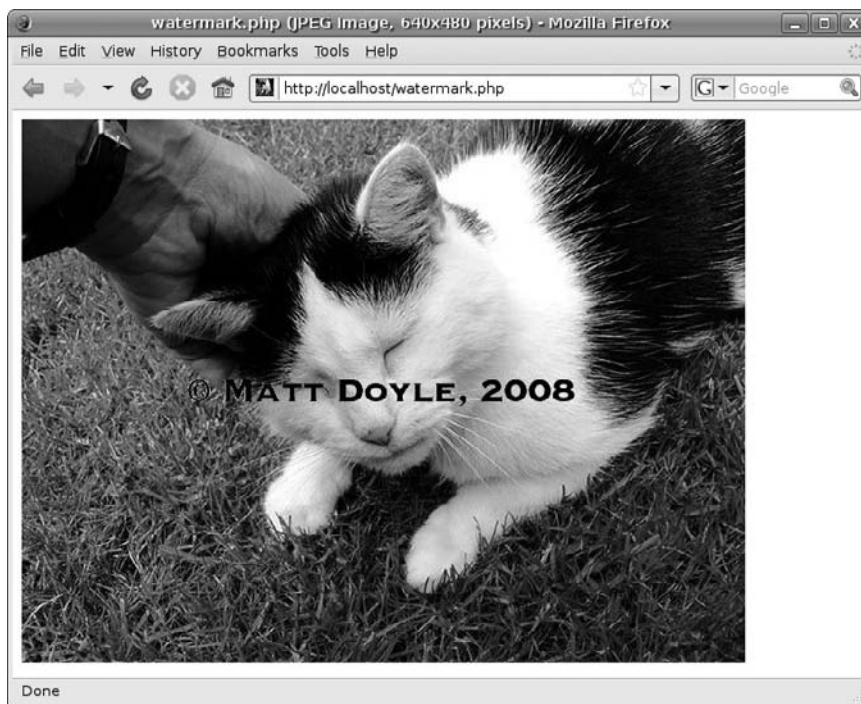 watermark.php (JPEG Image, 640x480 pixels) - Mozilla Firefox
File Edit View History Bookmarks Tools Help
http://localhost/watermark.php
G Google
© MATT DOYLE, 2008
Done